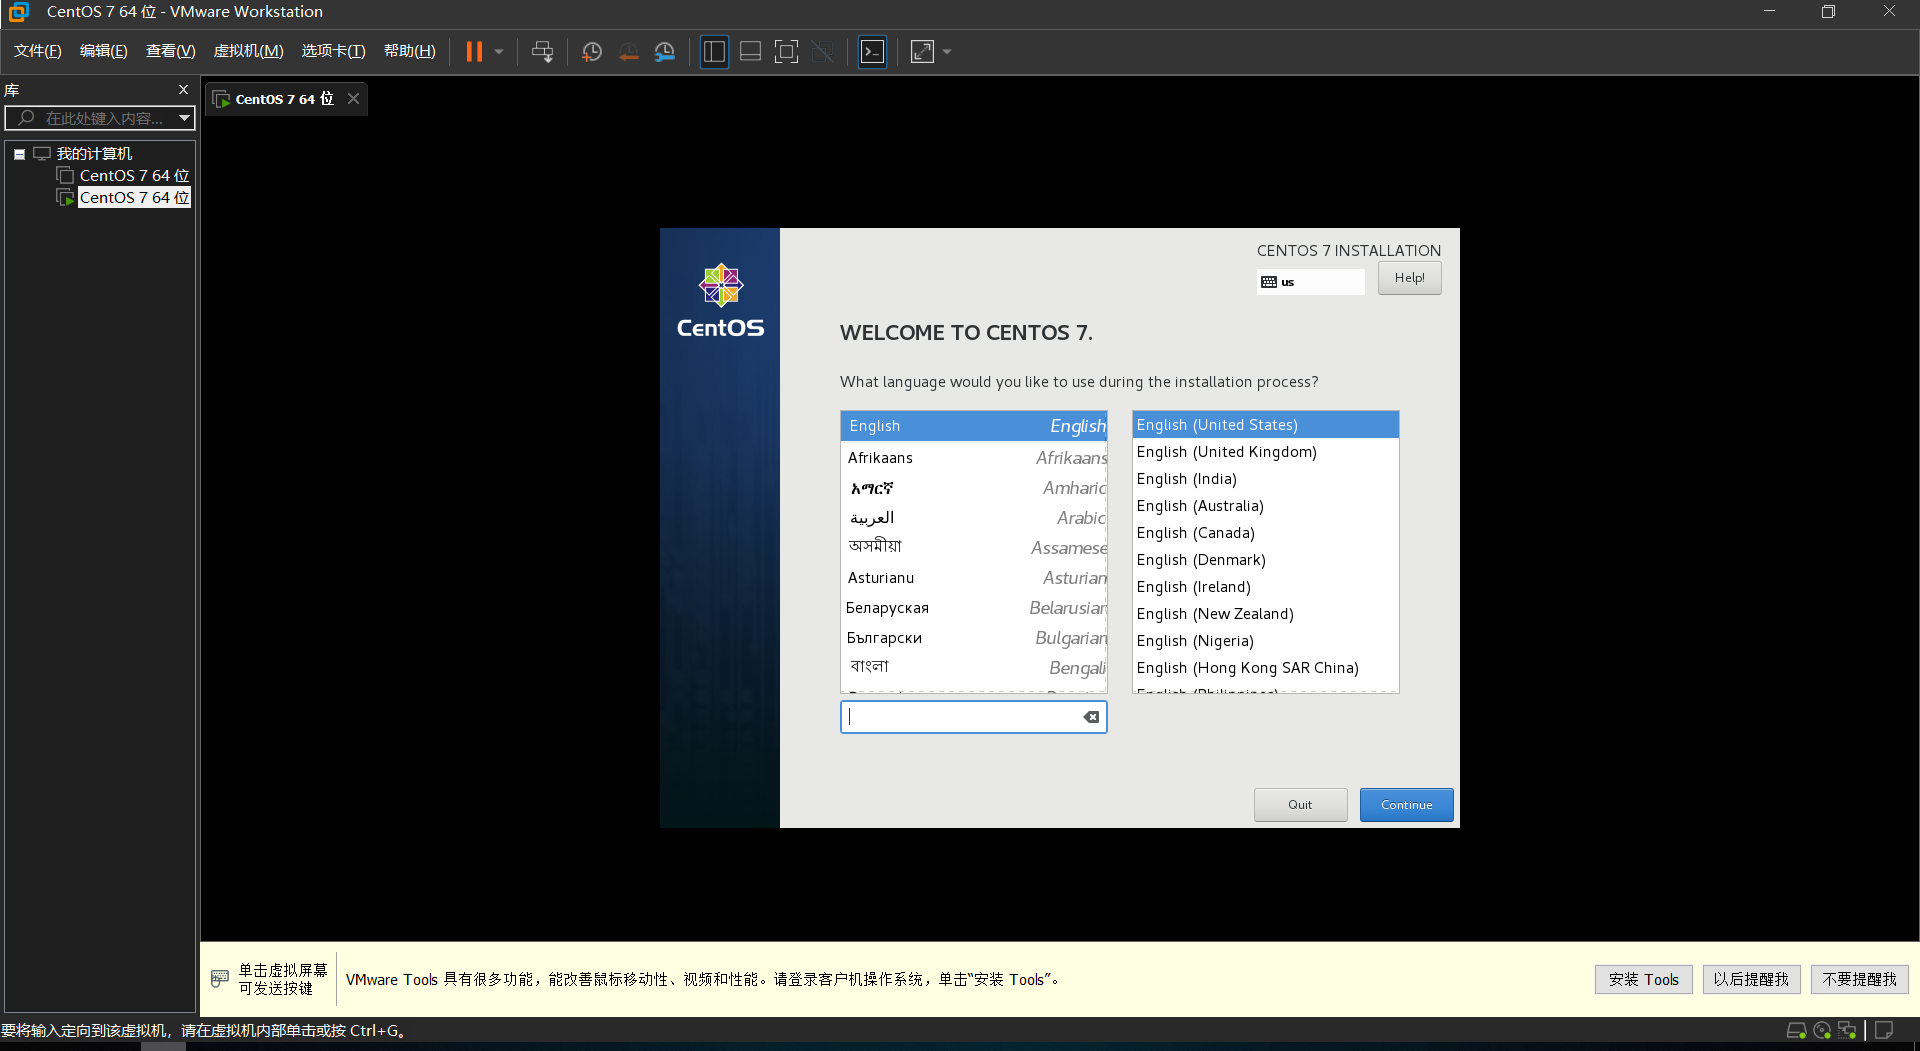 CentOS 7 64 位 - VMware Workstation
文件(F) 编辑(E) 查看(V) 虚拟机(M) 选项卡(T) 帮助(H)
库
在此处键入内容...
我的计算机
CentOS 7 64 位
CentOS 7 64 位
CentOS 7 64 位
CentOS
CENTOS 7 INSTALLATION
us
Help!
WELCOME TO CENTOS 7.
What language would you like to use during the installation process?
English English
Afrikaans Afrikaans
አማርኛ Amharic
العربية Arabic
অসমীয়া Assamese
Asturianu Asturian
Беларуская Belarusian
Български Bulgarian
বাংলা Bengali
English (United States)
English (United Kingdom)
English (India)
English (Australia)
English (Canada)
English (Denmark)
English (Ireland)
English (New Zealand)
English (Nigeria)
English (Hong Kong SAR China)
English (Philippines)
Quit
Continue
单击虚拟屏幕
可发送按键
VMware Tools 具有很多功能，能改善鼠标移动性、视频和性能。请登录客户机操作系统，单击“安装 Tools”。
安装 Tools
以后提醒我
不要提醒我
要将输入定向到该虚拟机，请在虚拟机内部单击或按 Ctrl+G。